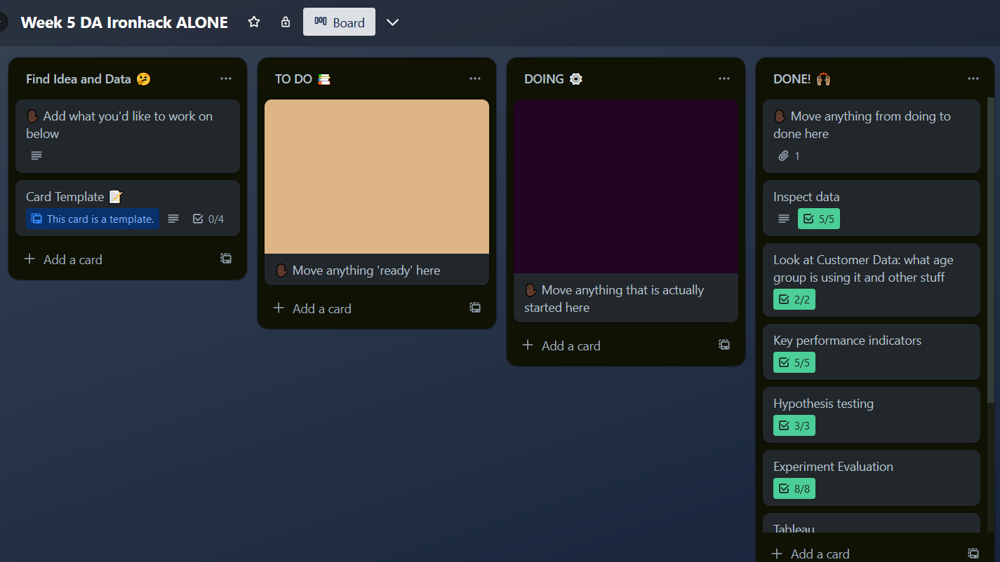 Week 5 DA Ironhack ALONE
Board
Find Idea and Data 🤔
✋🏿 Add what you'd like to work on
below
Card Template 📝
This card is a template.
0/4
+ Add a card
TO DO 📚
✋🏿 Move anything 'ready' here
+ Add a card
DOING ⚙️
✋🏿 Move anything that is actually
started here
+ Add a card
DONE! 🙌🏽
✋🏿 Move anything from doing to
done here
1
Inspect data
5/5
Look at Customer Data: what age
group is using it and other stuff
2/2
Key performance indicators
5/5
Hypothesis testing
3/3
Experiment Evaluation
8/8
Tableau
+ Add a card